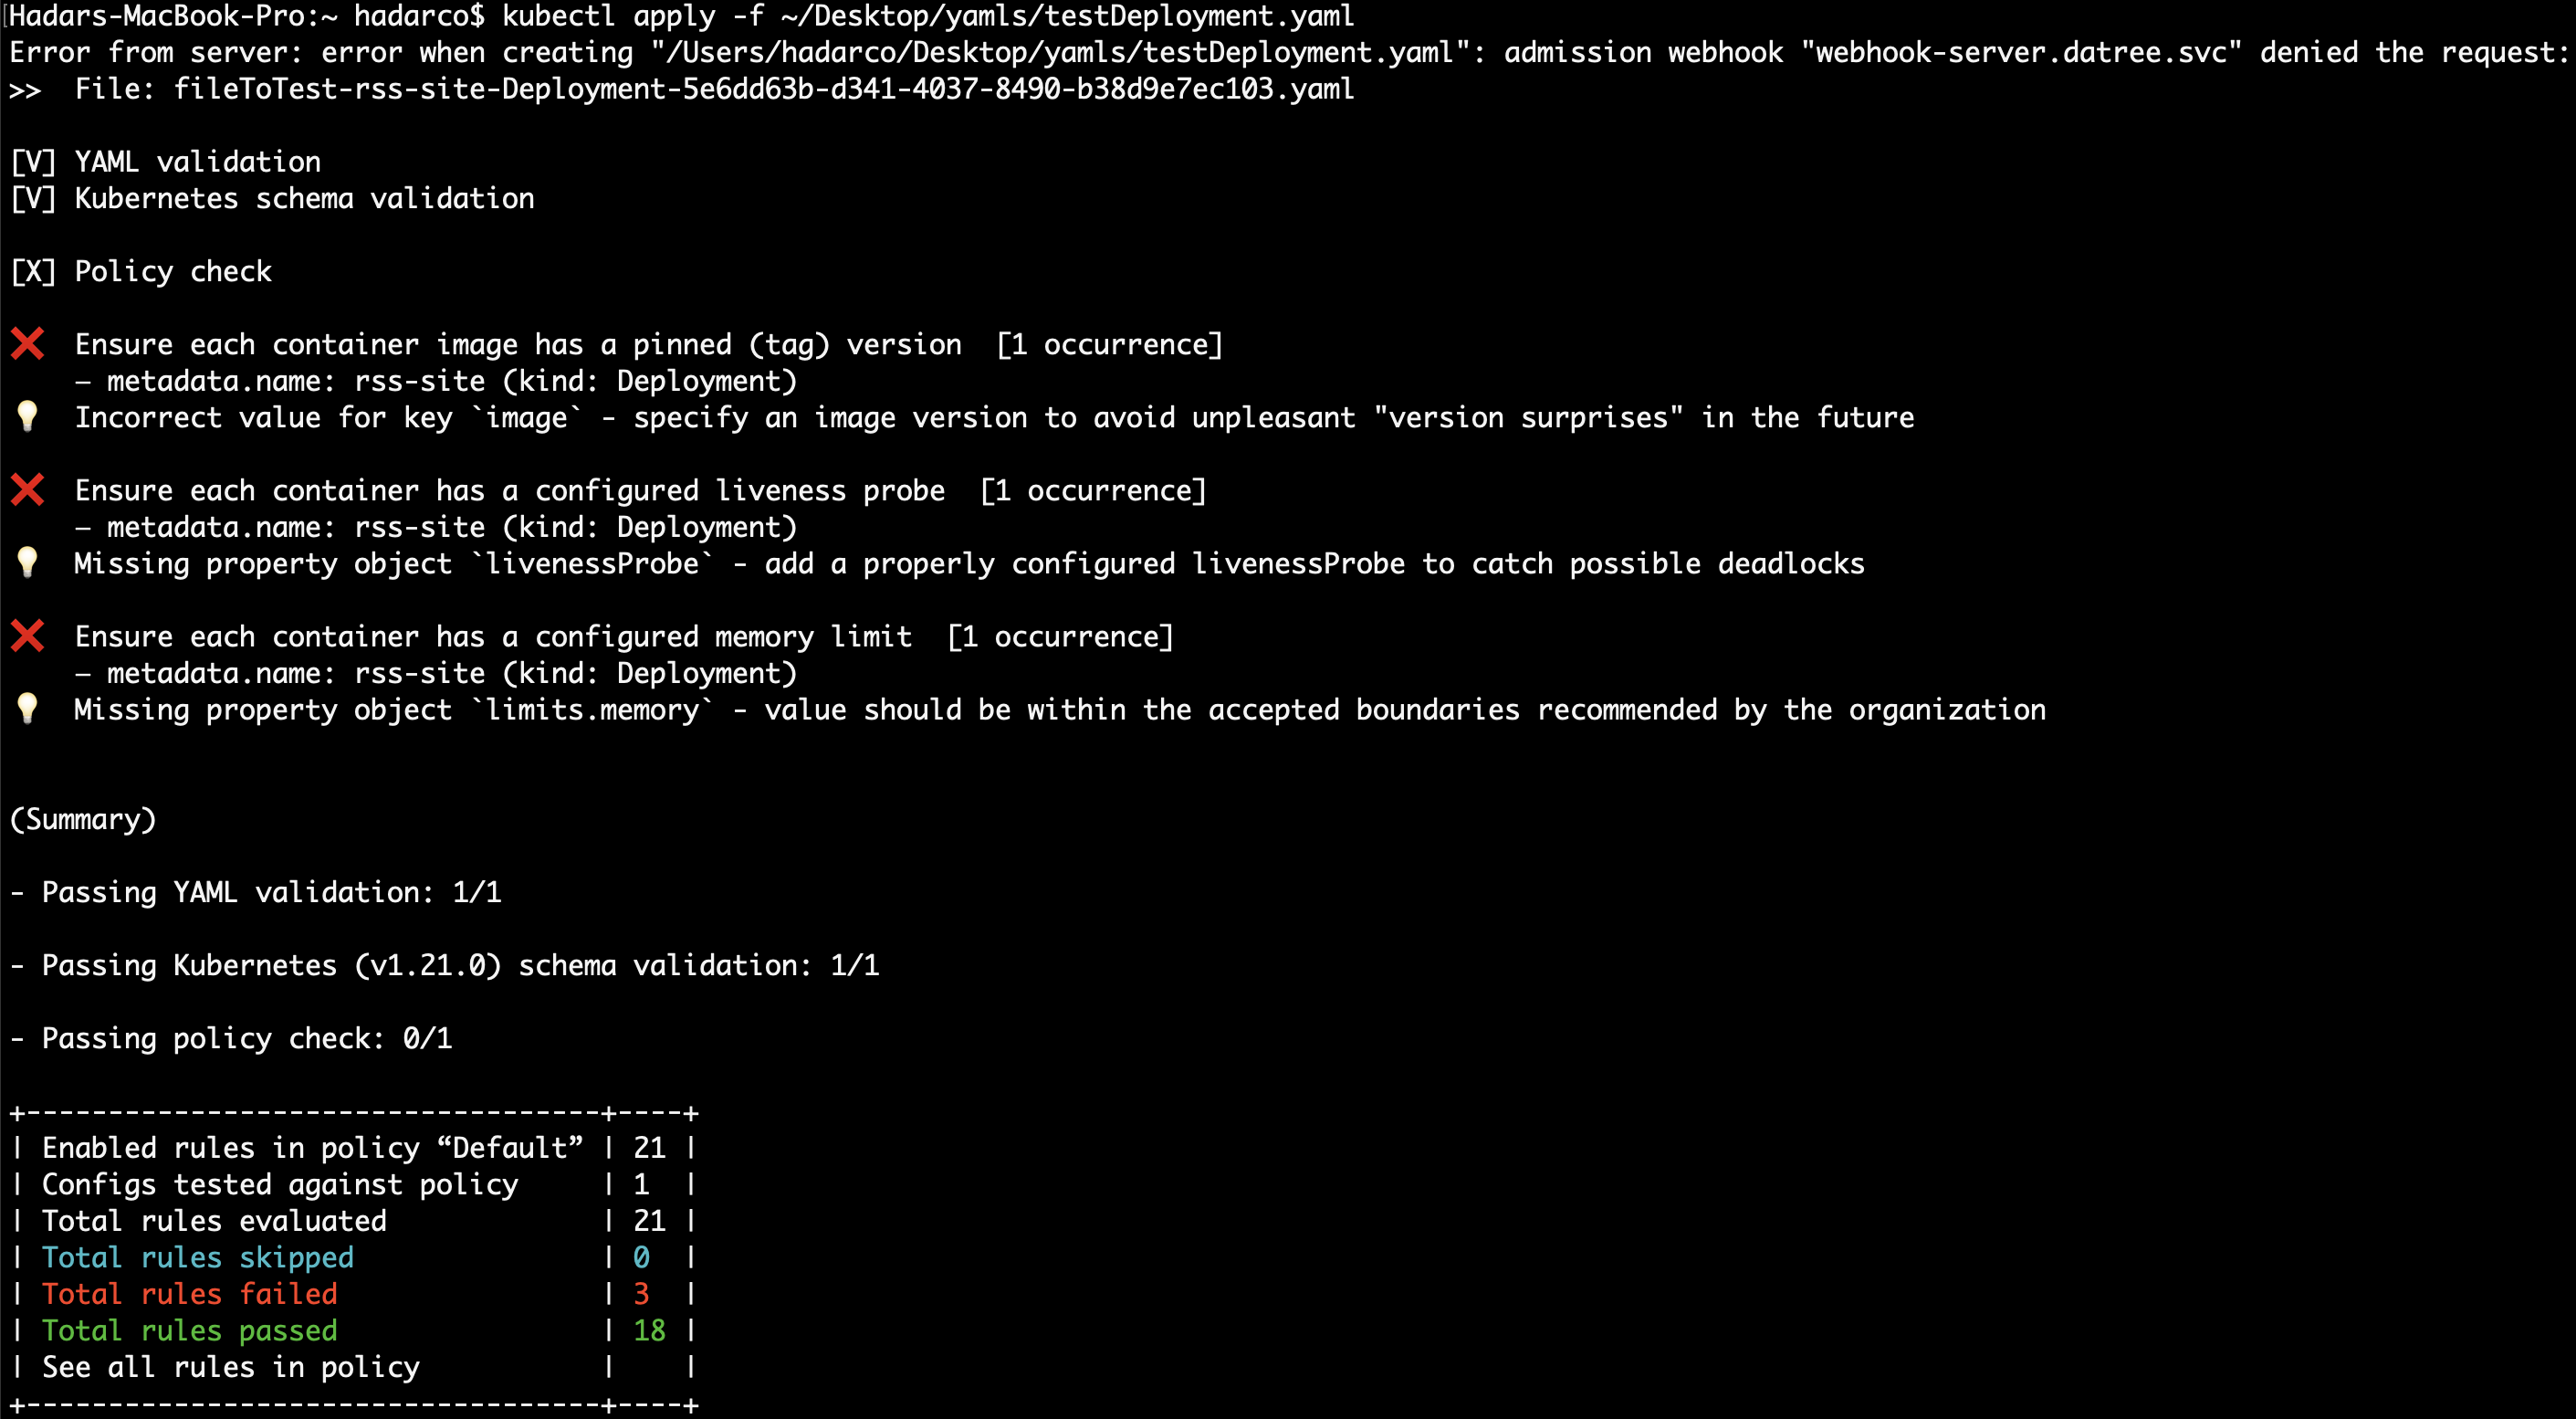 Hadars-MacBook-Pro:~ hadarco$ kubectl apply -f ~/Desktop/yamls/testDeployment.yaml
Error from server: error when creating "/Users/hadarco/Desktop/yamls/testDeployment.yaml": admission webhook "webhook-server.datree.svc" denied the request:
>>  File: fileToTest-rss-site-Deployment-5e6dd63b-d341-4037-8490-b38d9e7ec103.yaml
[V] YAML validation
[V] Kubernetes schema validation
[X] Policy check
❌  Ensure each container image has a pinned (tag) version  [1 occurrence]
    — metadata.name: rss-site (kind: Deployment)
💡  Incorrect value for key `image` - specify an image version to avoid unpleasant "version surprises" in the future
❌  Ensure each container has a configured liveness probe  [1 occurrence]
    — metadata.name: rss-site (kind: Deployment)
💡  Missing property object `livenessProbe` - add a properly configured livenessProbe to catch possible deadlocks
❌  Ensure each container has a configured memory limit  [1 occurrence]
    — metadata.name: rss-site (kind: Deployment)
💡  Missing property object `limits.memory` - value should be within the accepted boundaries recommended by the organization
(Summary)
- Passing YAML validation: 1/1
- Passing Kubernetes (v1.21.0) schema validation: 1/1
- Passing policy check: 0/1
+-----------------------------------+----+
| Enabled rules in policy “Default” | 21 |
| Configs tested against policy     | 1  |
| Total rules evaluated             | 21 |
| Total rules skipped               | 0  |
| Total rules failed                | 3  |
| Total rules passed                | 18 |
| See all rules in policy           |    |
+-----------------------------------+----+